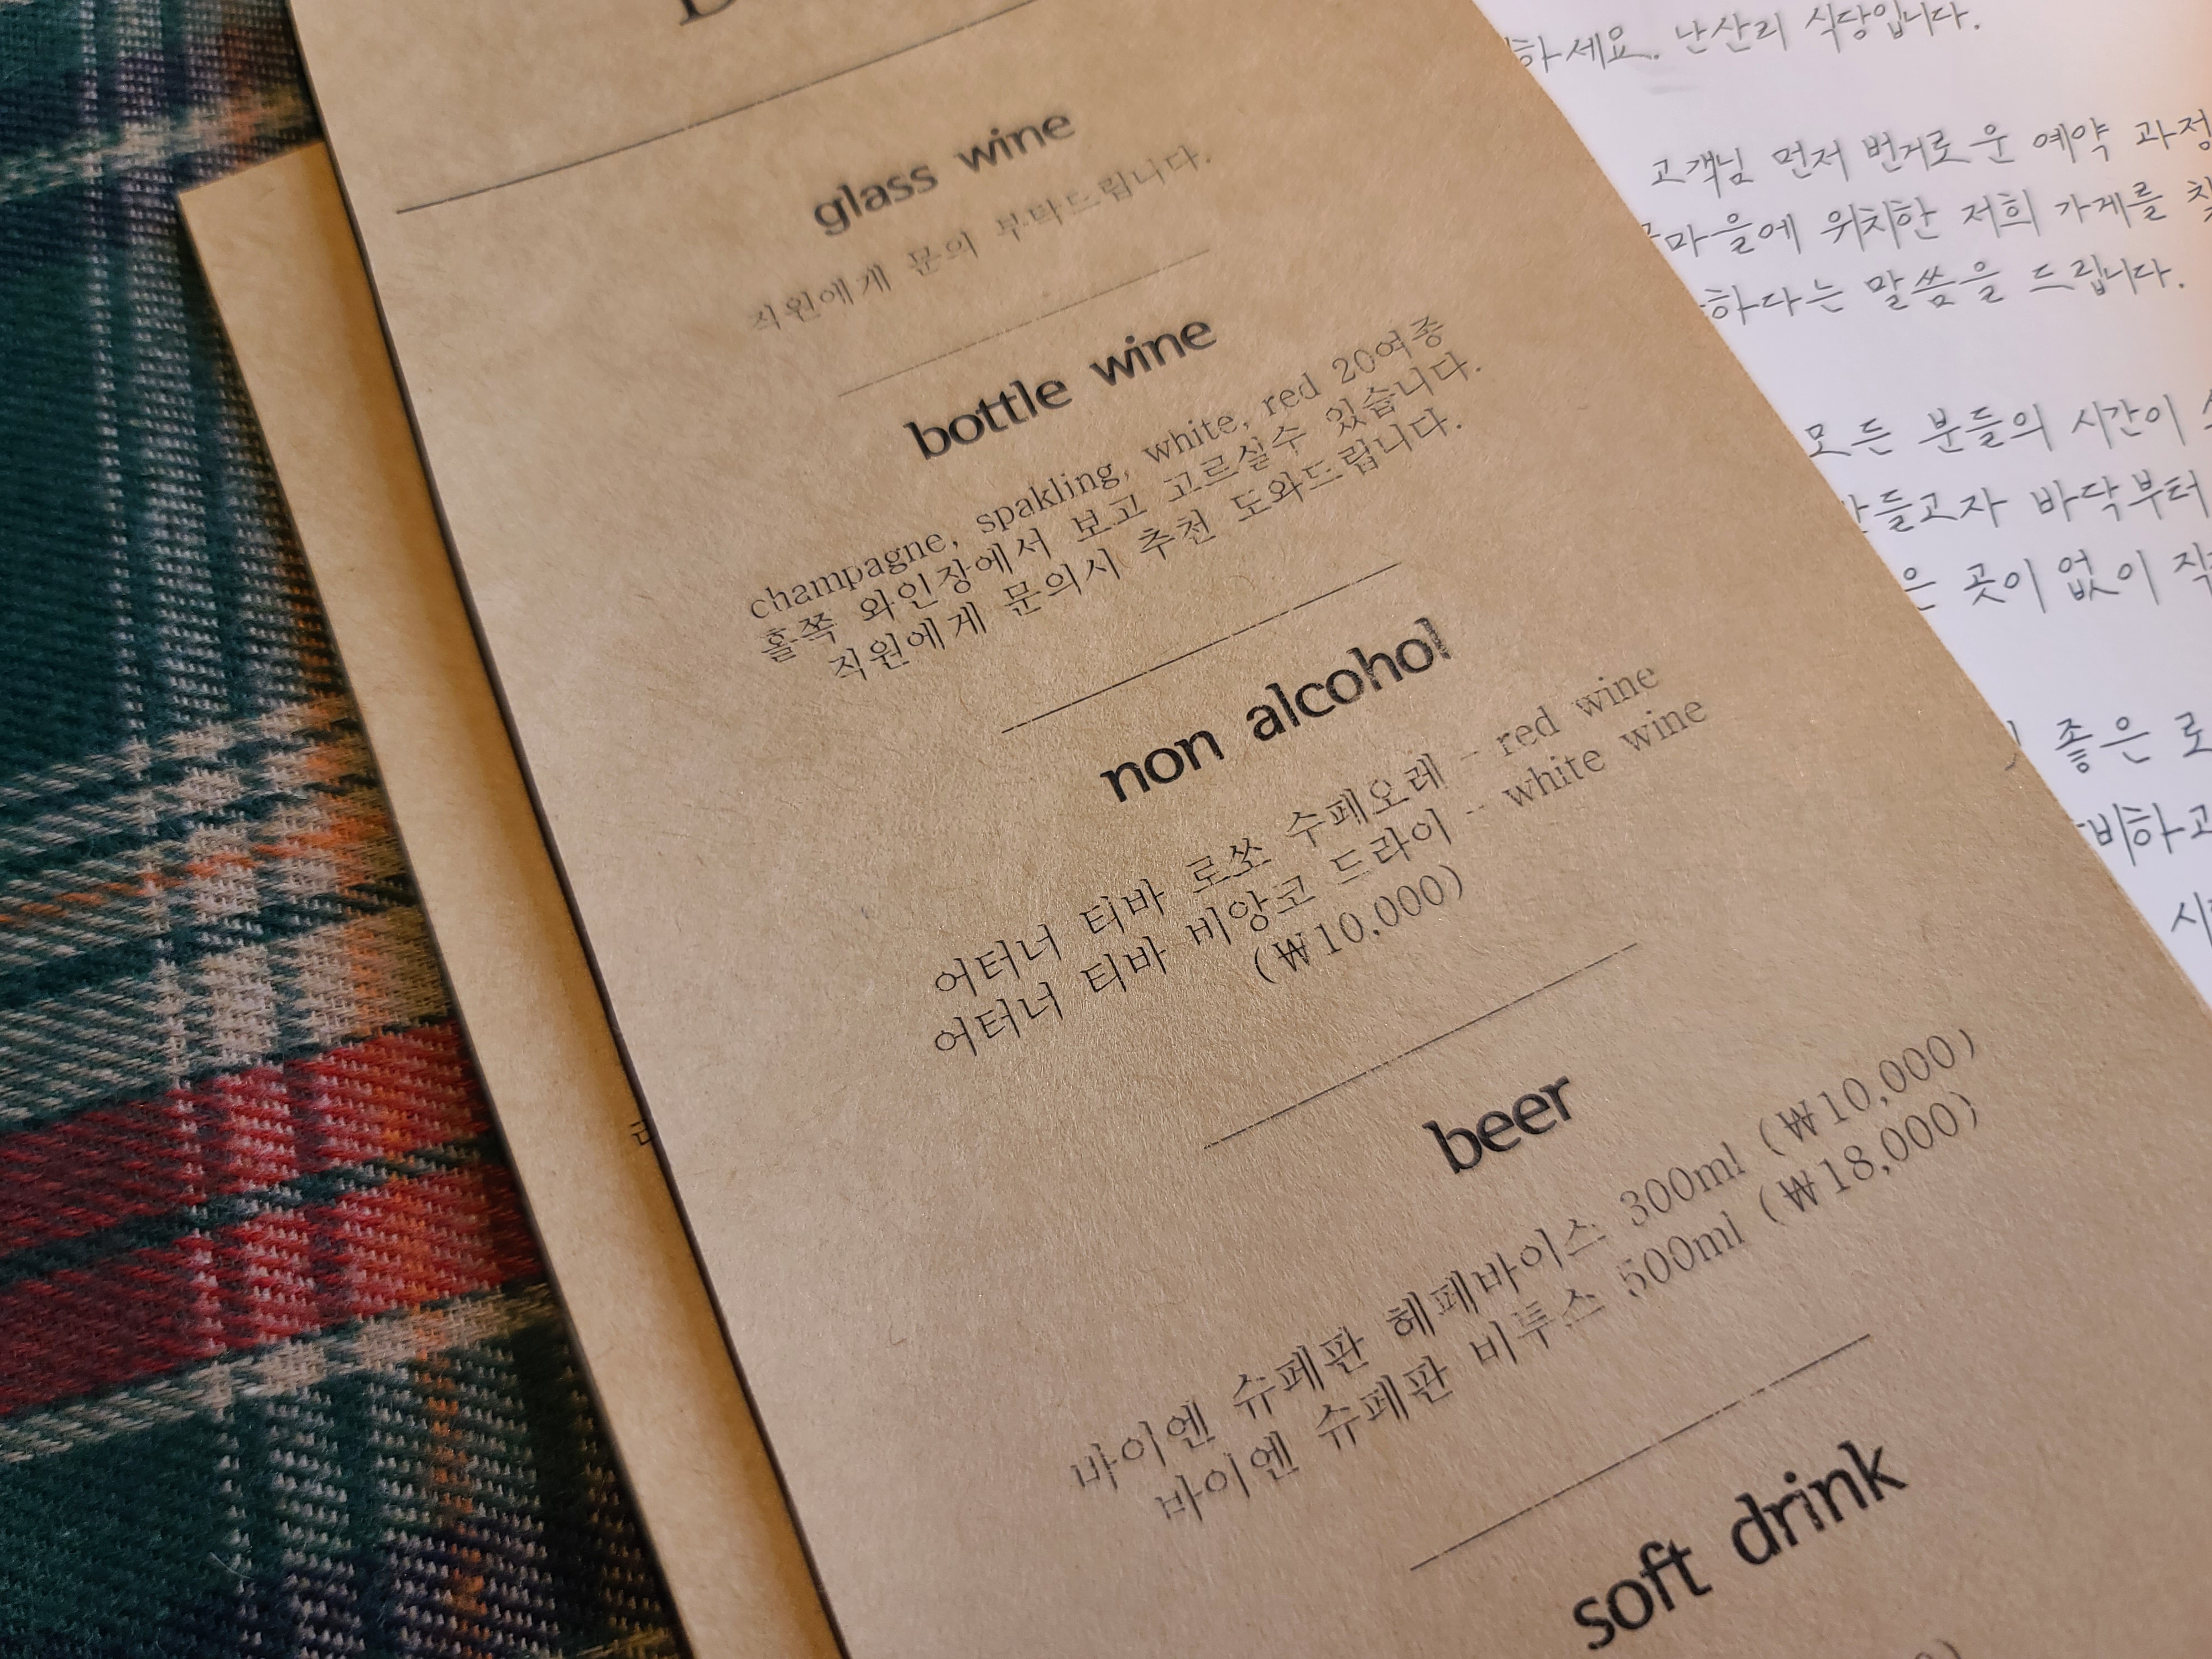 glass wine
직원에게 문의 부탁드립니다.
bottle wine
champagne, spakling, white, red 20여종
홀쪽 와인장에서 보고 고르실수 있습니다.
직원에게 문의시 추천 도와드립니다.
non alcohol
어터너 티바 로쏘 수페오레 - red wine
어터너 티바 비앙코 드라이 - white wine
(₩10,000)
beer
바이엔 슈페판 헤페바이스 300ml (₩10,000)
바이엔 슈페판 비투스 500ml (₩18,000)
soft drink
하세요. 난산리 식당입니다.
고객님 먼저 번거로운 예약 과정
마을에 위치한 저희 가게를
하다는 말씀을 드립니다.
모든 분들의 시간이
만들고자 바닥부터
은 곳이 없이
좋은
비하고